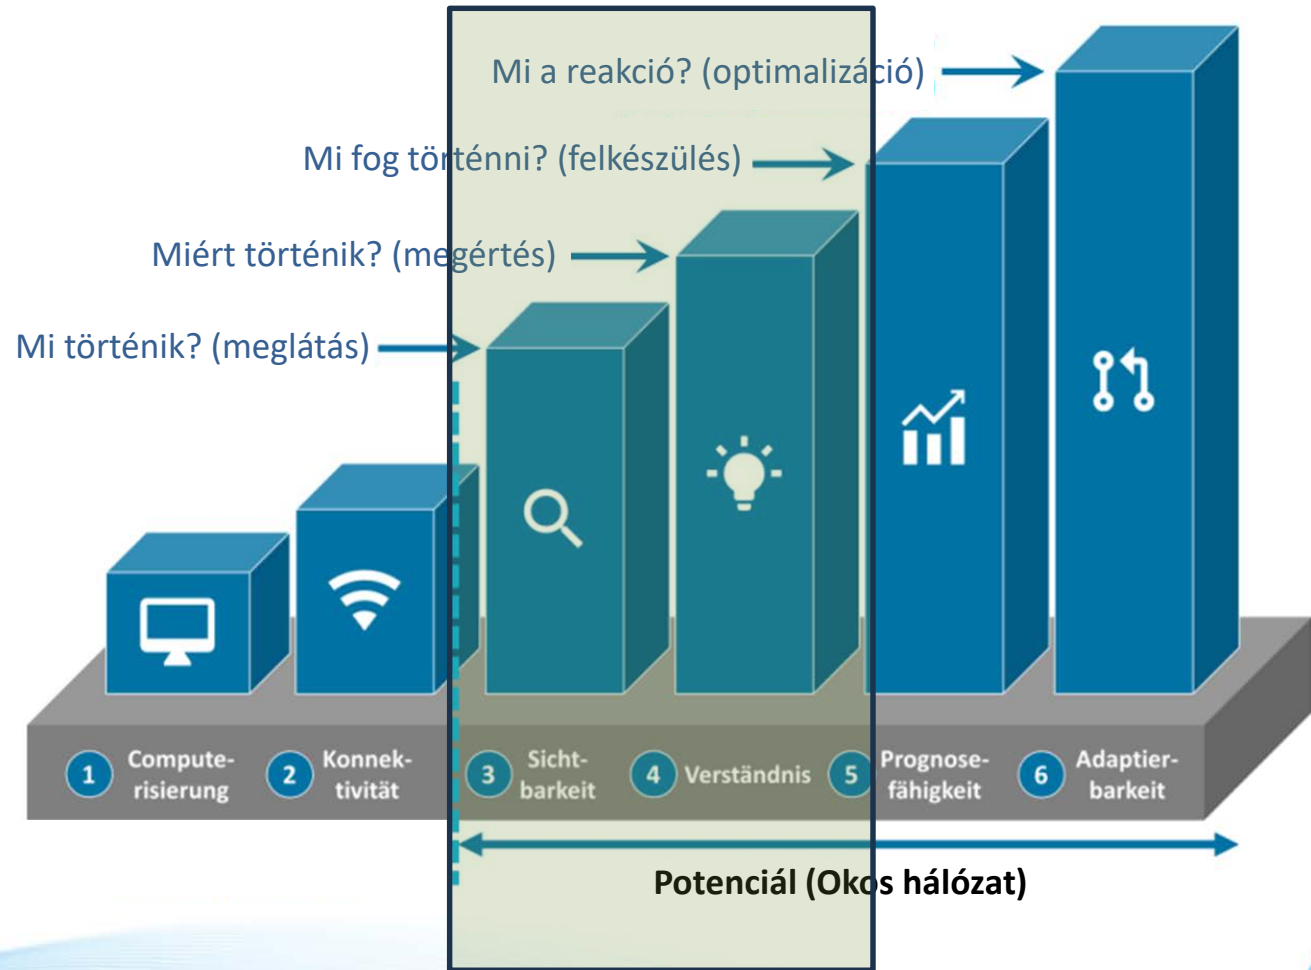 Mi a reakció? (optimalizáció)
Mi fog történni? (felkészülés)
Miért történik? (megértés)
Mi történik? (meglátás)
1 Compute-
risierung
2 Konnek-
tivität
3 Sicht-
barkeit
4 Verständnis
5 Prognose-
fähigkeit
6 Adaptier-
barkeit
Potenciál (Okos hálózat)